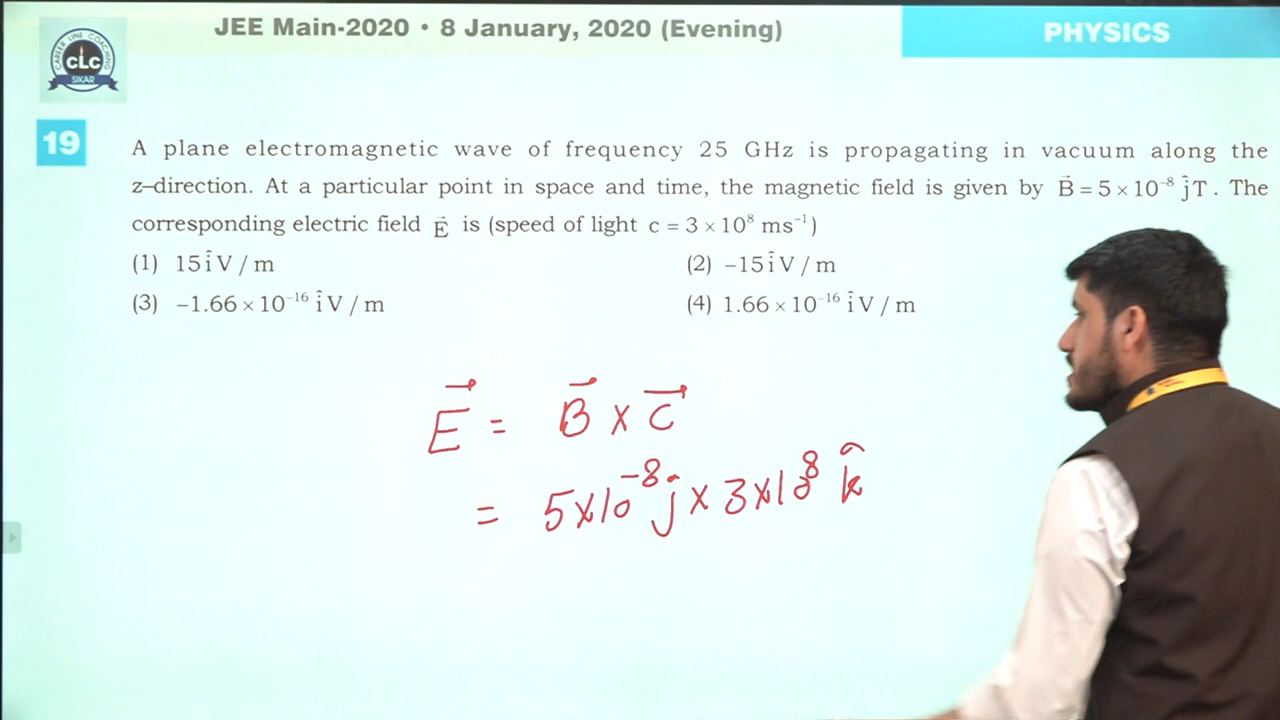 JEE Main-2020 • 8 January, 2020 (Evening)
PHYSICS
CAREER LINE COACHING
CLC
SIKAR
19
A plane electromagnetic wave of frequency 25 GHz is propagating in vacuum along the
z–direction. At a particular point in space and time, the magnetic field is given by B⃗ = 5 × 10⁻⁸ ĵ T. The
corresponding electric field E⃗ is (speed of light c = 3 × 10⁸ ms⁻¹)
(1) 15 î V / m (2) −15 î V / m
(3) −1.66 × 10⁻¹⁶ î V / m (4) 1.66 × 10⁻¹⁶ î V / m
E⃗ = B⃗ × C⃗
= 5×10⁻⁸ ĵ × 3×10⁸ k̂